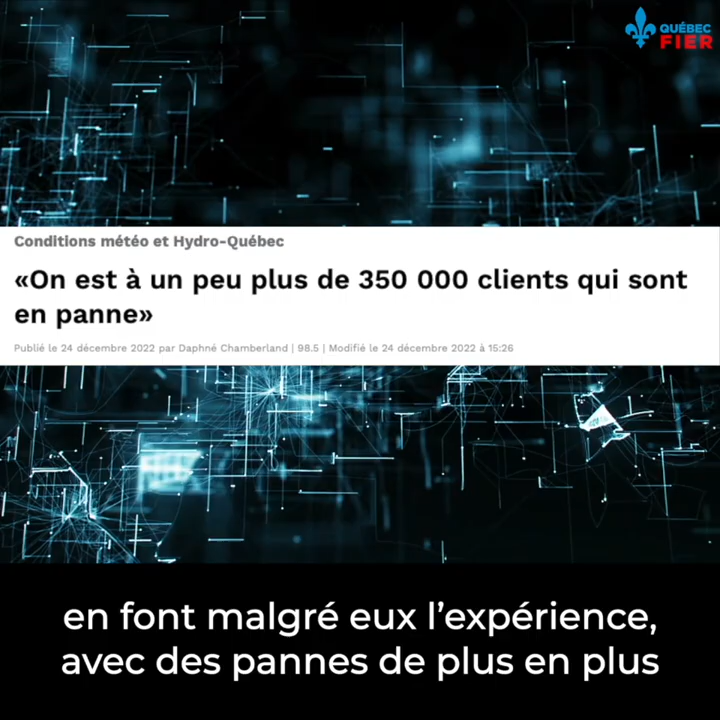 QUÉBEC
FIER
Conditions météo et Hydro-Québec
«On est à un peu plus de 350 000 clients qui sont
en panne»
Publié le 24 décembre 2022 par Daphné Chamberland | 98.5 | Modifié le 24 décembre 2022 à 15:26
en font malgré eux l’expérience,
avec des pannes de plus en plus